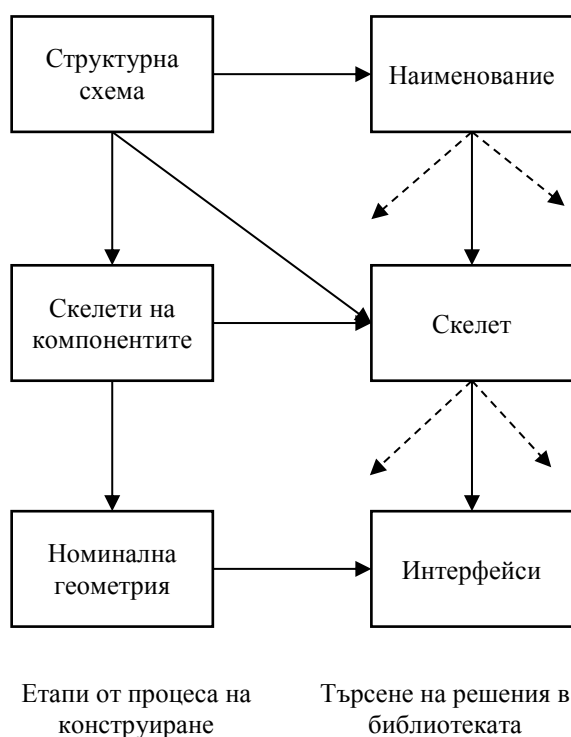 Структурна
схема
Наименование
Скелети на
компонентите
Скелет
Номинална
геометрия
Интерфейси
Етапи от процеса на
конструиране
Търсене на решения в
библиотеката